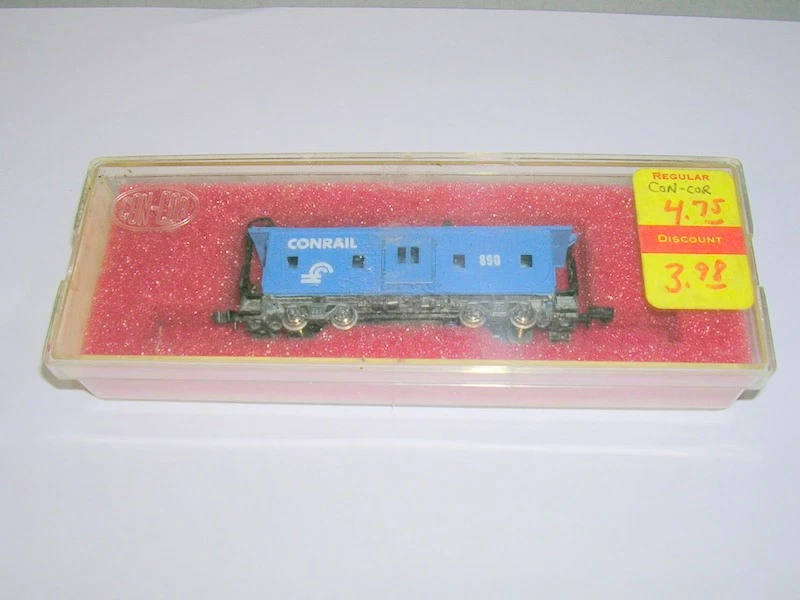 CON-COR
CONRAIL
890
REGULAR
CON-COR
4.75
DISCOUNT
3.98